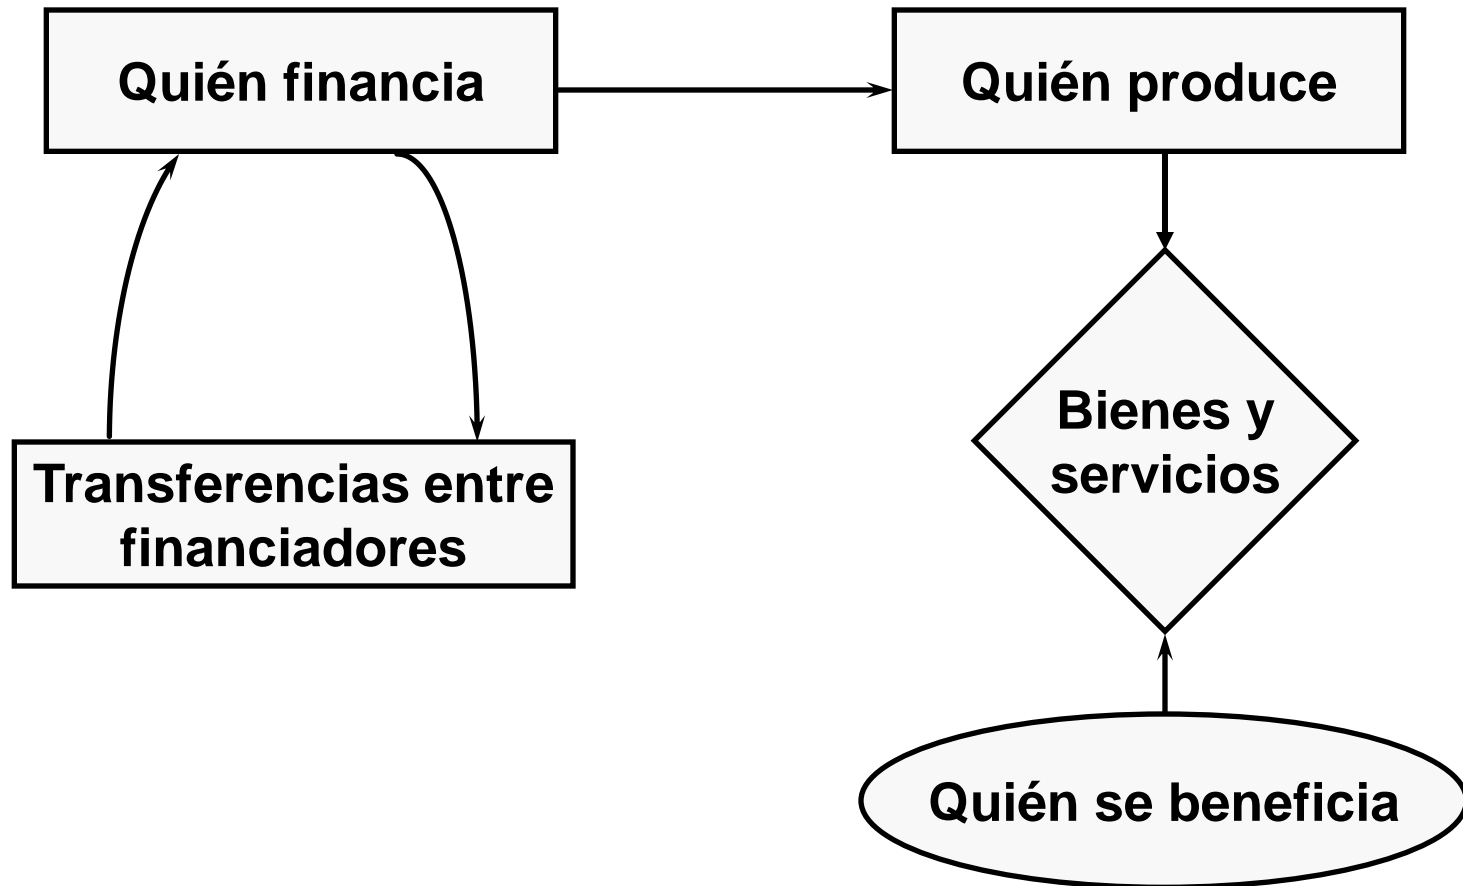 Quién financia
Quién produce
Transferencias entre
financiadores
Bienes y
servicios
Quién se beneficia